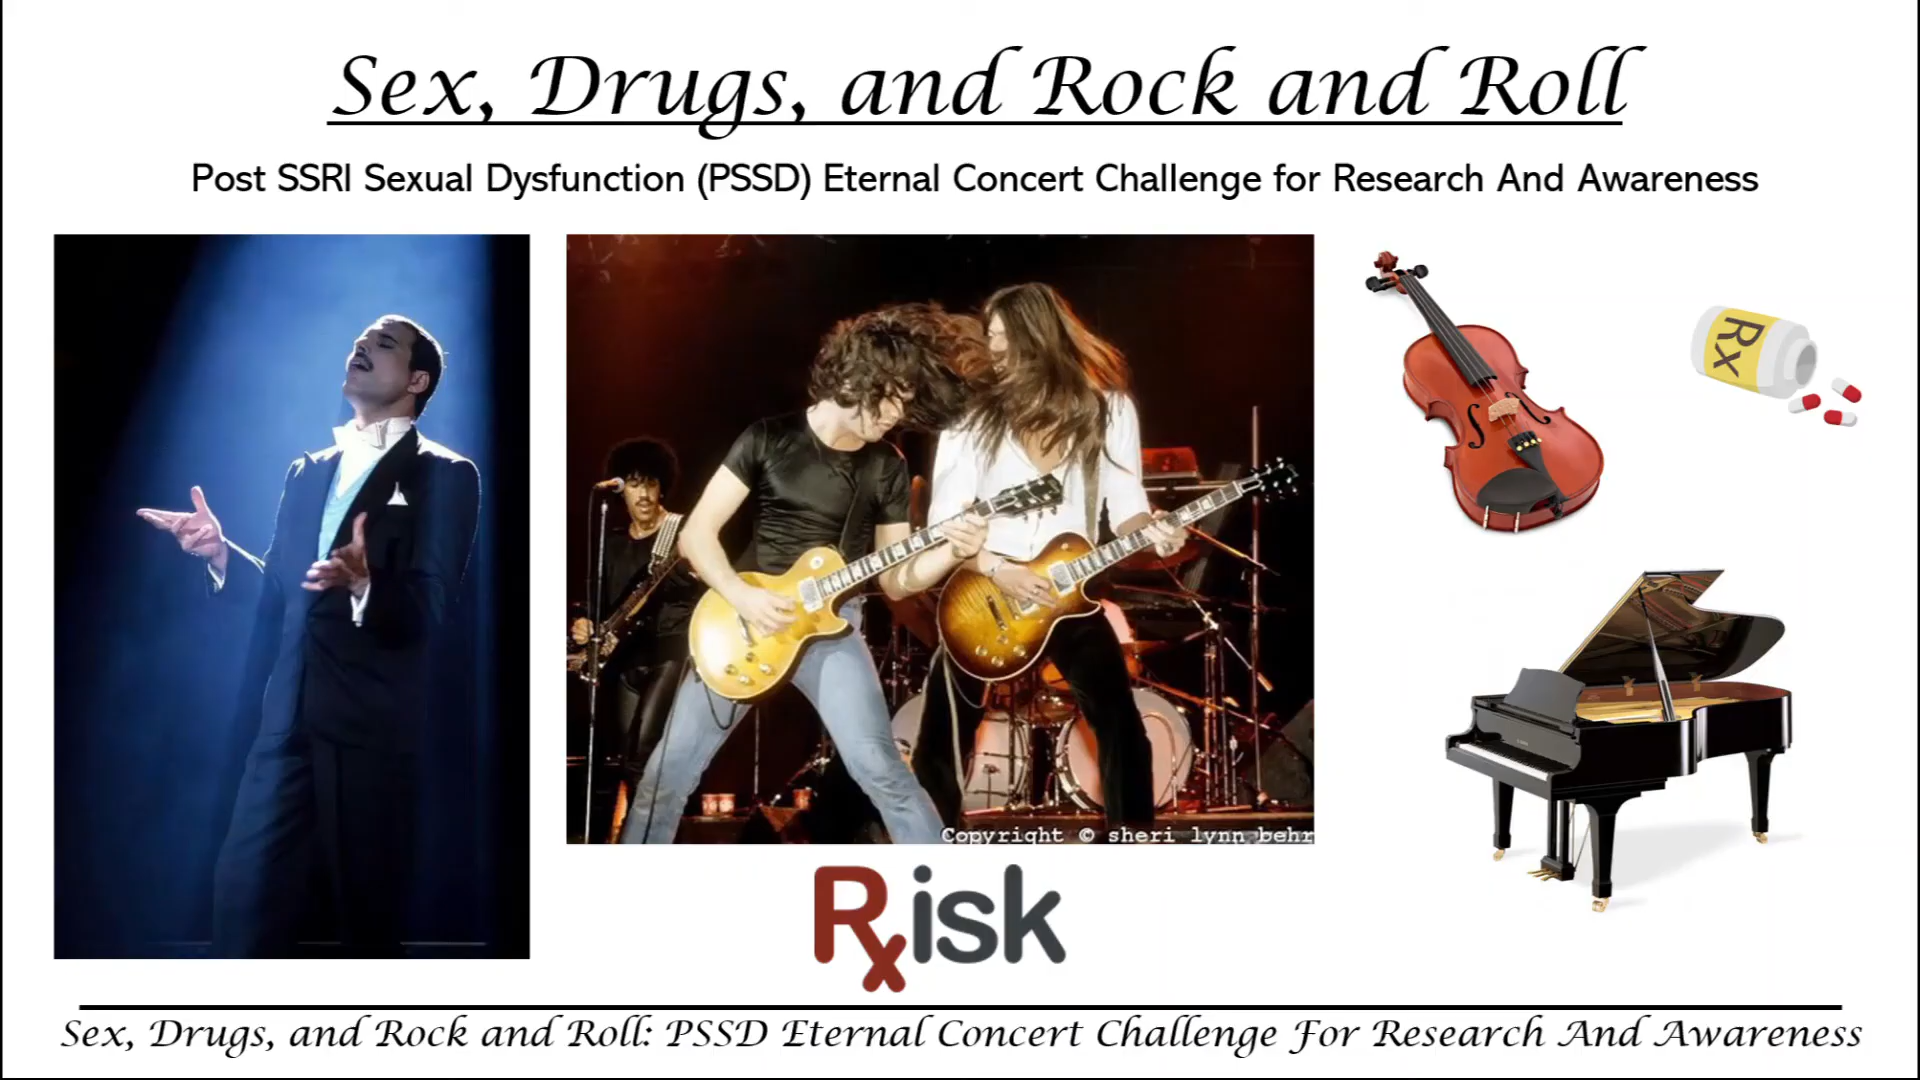 Sex, Drugs, and Rock and Roll
Post SSRI Sexual Dysfunction (PSSD) Eternal Concert Challenge for Research And Awareness
Rx
Copyright © sheri lynn behr
Rxisk
Sex, Drugs, and Rock and Roll: PSSD Eternal Concert Challenge For Research And Awareness